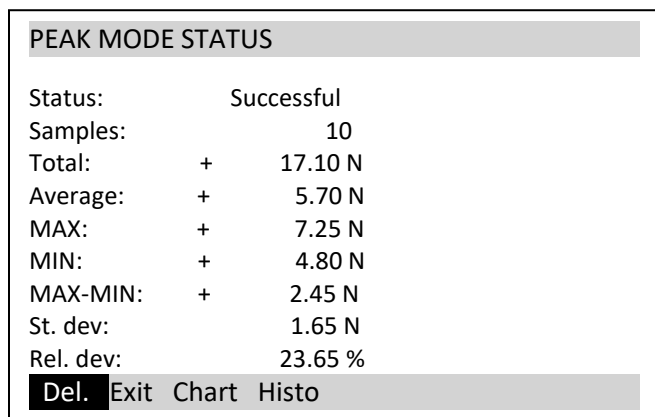 PEAK MODE STATUS
Status: Successful
Samples: 10
Total: + 17.10 N
Average: + 5.70 N
MAX: + 7.25 N
MIN: + 4.80 N
MAX-MIN: + 2.45 N
St. dev: 1.65 N
Rel. dev: 23.65 %
Del. Exit Chart Histo